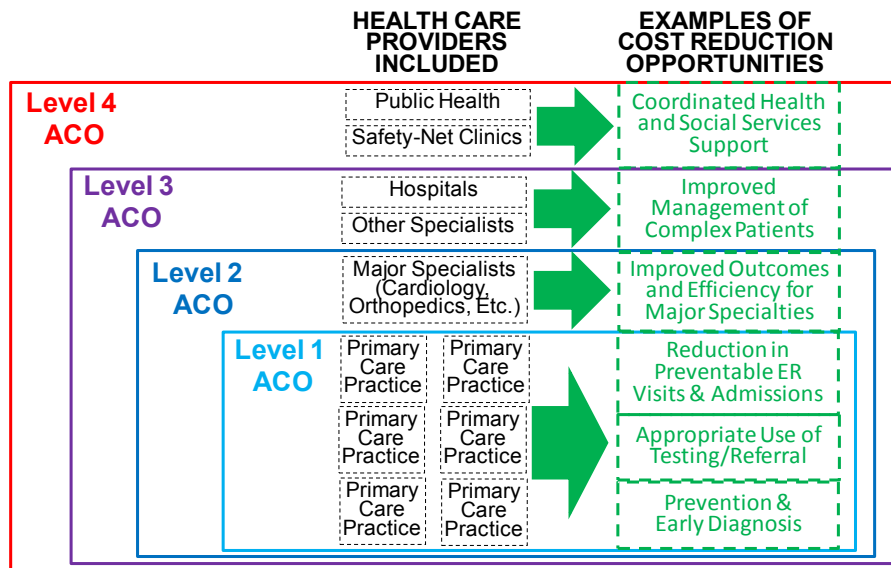 HEALTH CARE
PROVIDERS
INCLUDED
EXAMPLES OF
COST REDUCTION
OPPORTUNITIES
Level 4
ACO
Public Health
Safety-Net Clinics
Coordinated Health
and Social Services
Support
Level 3
ACO
Hospitals
Other Specialists
Improved
Management of
Complex Patients
Level 2
ACO
Major Specialists
(Cardiology,
Orthopedics, Etc.)
Improved Outcomes
and Efficiency for
Major Specialties
Level 1
ACO
Primary
Care
Practice
Primary
Care
Practice
Reduction in
Preventable ER
Visits & Admissions
Primary
Care
Practice
Primary
Care
Practice
Appropriate Use of
Testing/Referral
Primary
Care
Practice
Primary
Care
Practice
Prevention &
Early Diagnosis